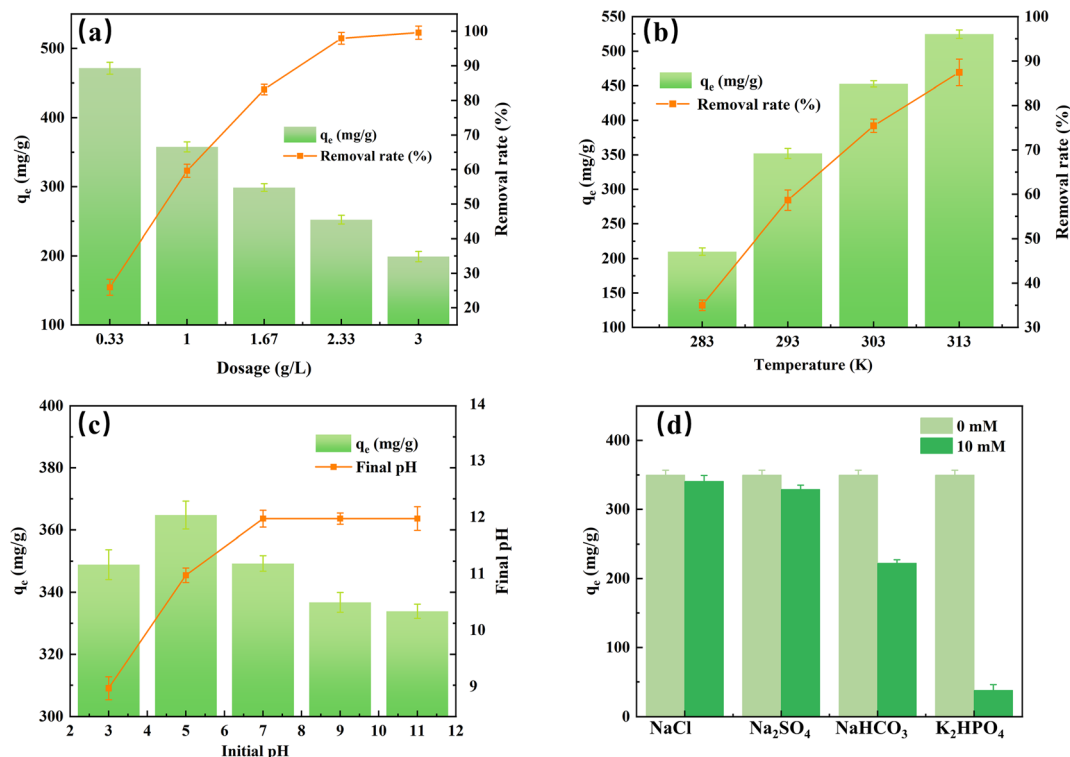 (a)
500
400
300
200
100
qₑ (mg/g)
100
90
80
70
60
50
40
30
20
Removal rate (%)
qₑ (mg/g)
Removal rate (%)
0.33 1 1.67 2.33 3
Dosage (g/L)
(b)
550
500
450
400
350
300
250
200
150
100
qₑ (mg/g)
100
90
80
70
60
50
40
30
Removal rate (%)
qₑ (mg/g)
Removal rate (%)
283 293 303 313
Temperature (K)
(c)
400
380
360
340
320
300
qₑ (mg/g)
14
13
12
11
10
9
Final pH
qₑ (mg/g)
Final pH
2 3 4 5 6 7 8 9 10 11 12
Initial pH
(d)
400
300
200
100
0
qₑ (mg/g)
0 mM
10 mM
NaCl Na₂SO₄ NaHCO₃ K₂HPO₄